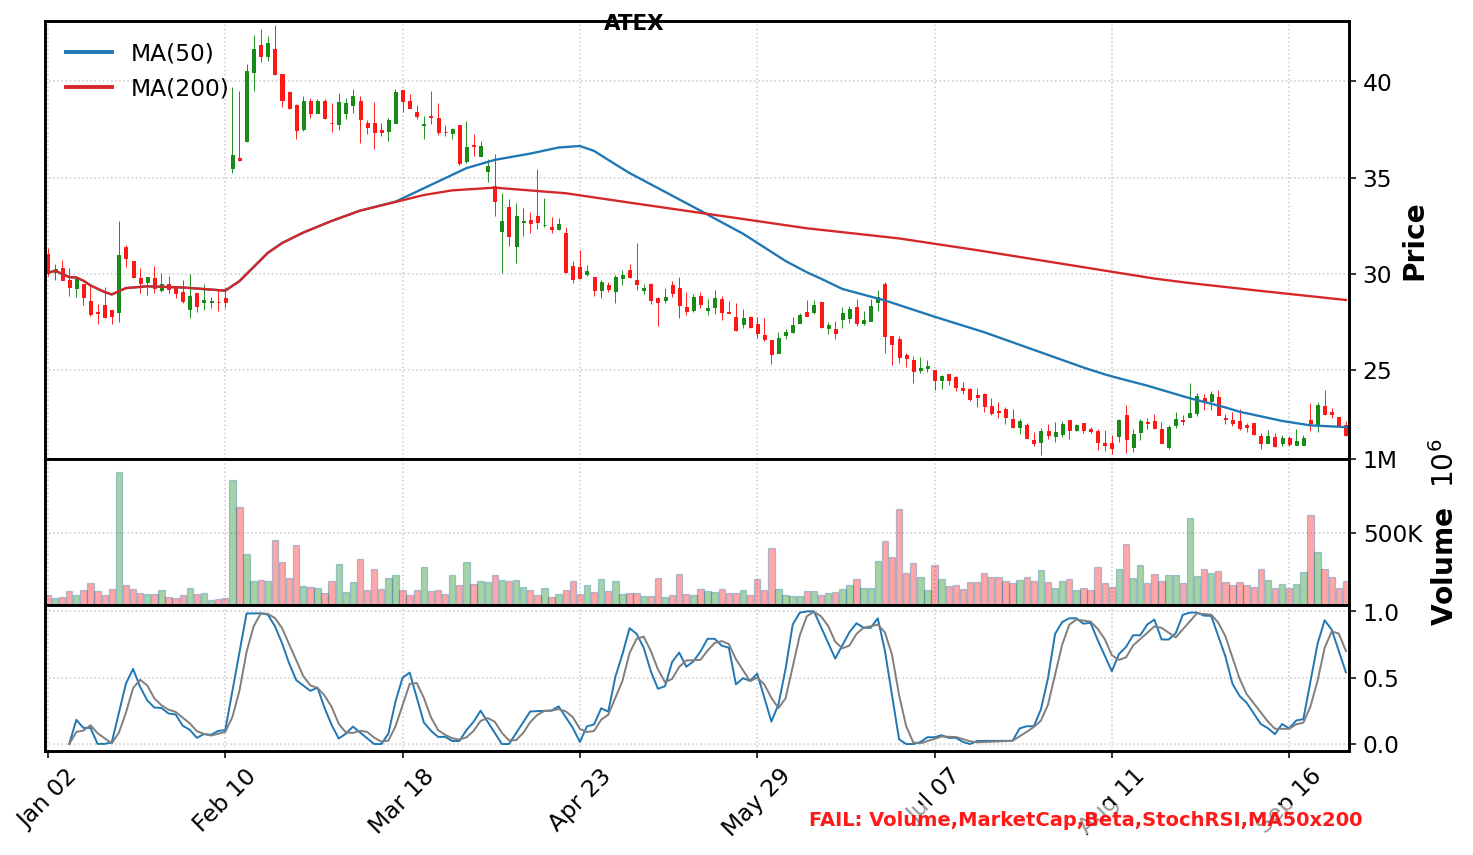 ATEX
MA(50)
MA(200)
40
35
30
25
Price
1M
500K
Volume 10⁶
1.0
0.5
0.0
Jan 02
Feb 10
Mar 18
Apr 23
May 29
Jul 07
Aug 11
Sep 16
FAIL: Volume,MarketCap,Beta,StochRSI,MA50x200